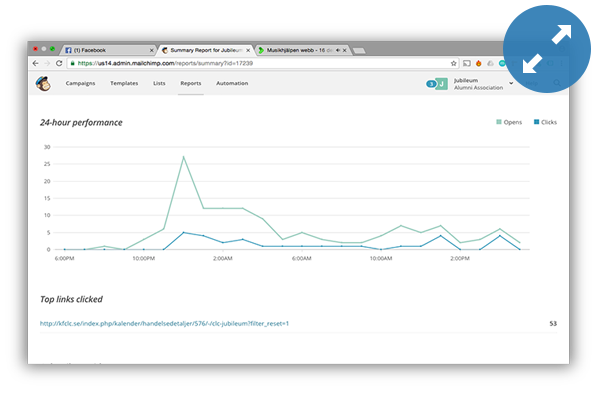 (1) Facebook
Summary Report for Jubileum
Musikhjälpen webb - 18 de
https://us14.admin.mailchimp.com/reports/summary?id=17239
Campaigns Templates Lists Reports Automation
3 J Jubileum
Alumni Association
24-hour performance
Opens Clicks
30
25
20
15
10
5
0
6:00PM 10:00PM 2:00AM 6:00AM 10:00AM 2:00PM
Top links clicked
http://kfclc.se/index.php/kalender/handelsedetaljer/576/-/clc-jubileum?filter_reset=1 53